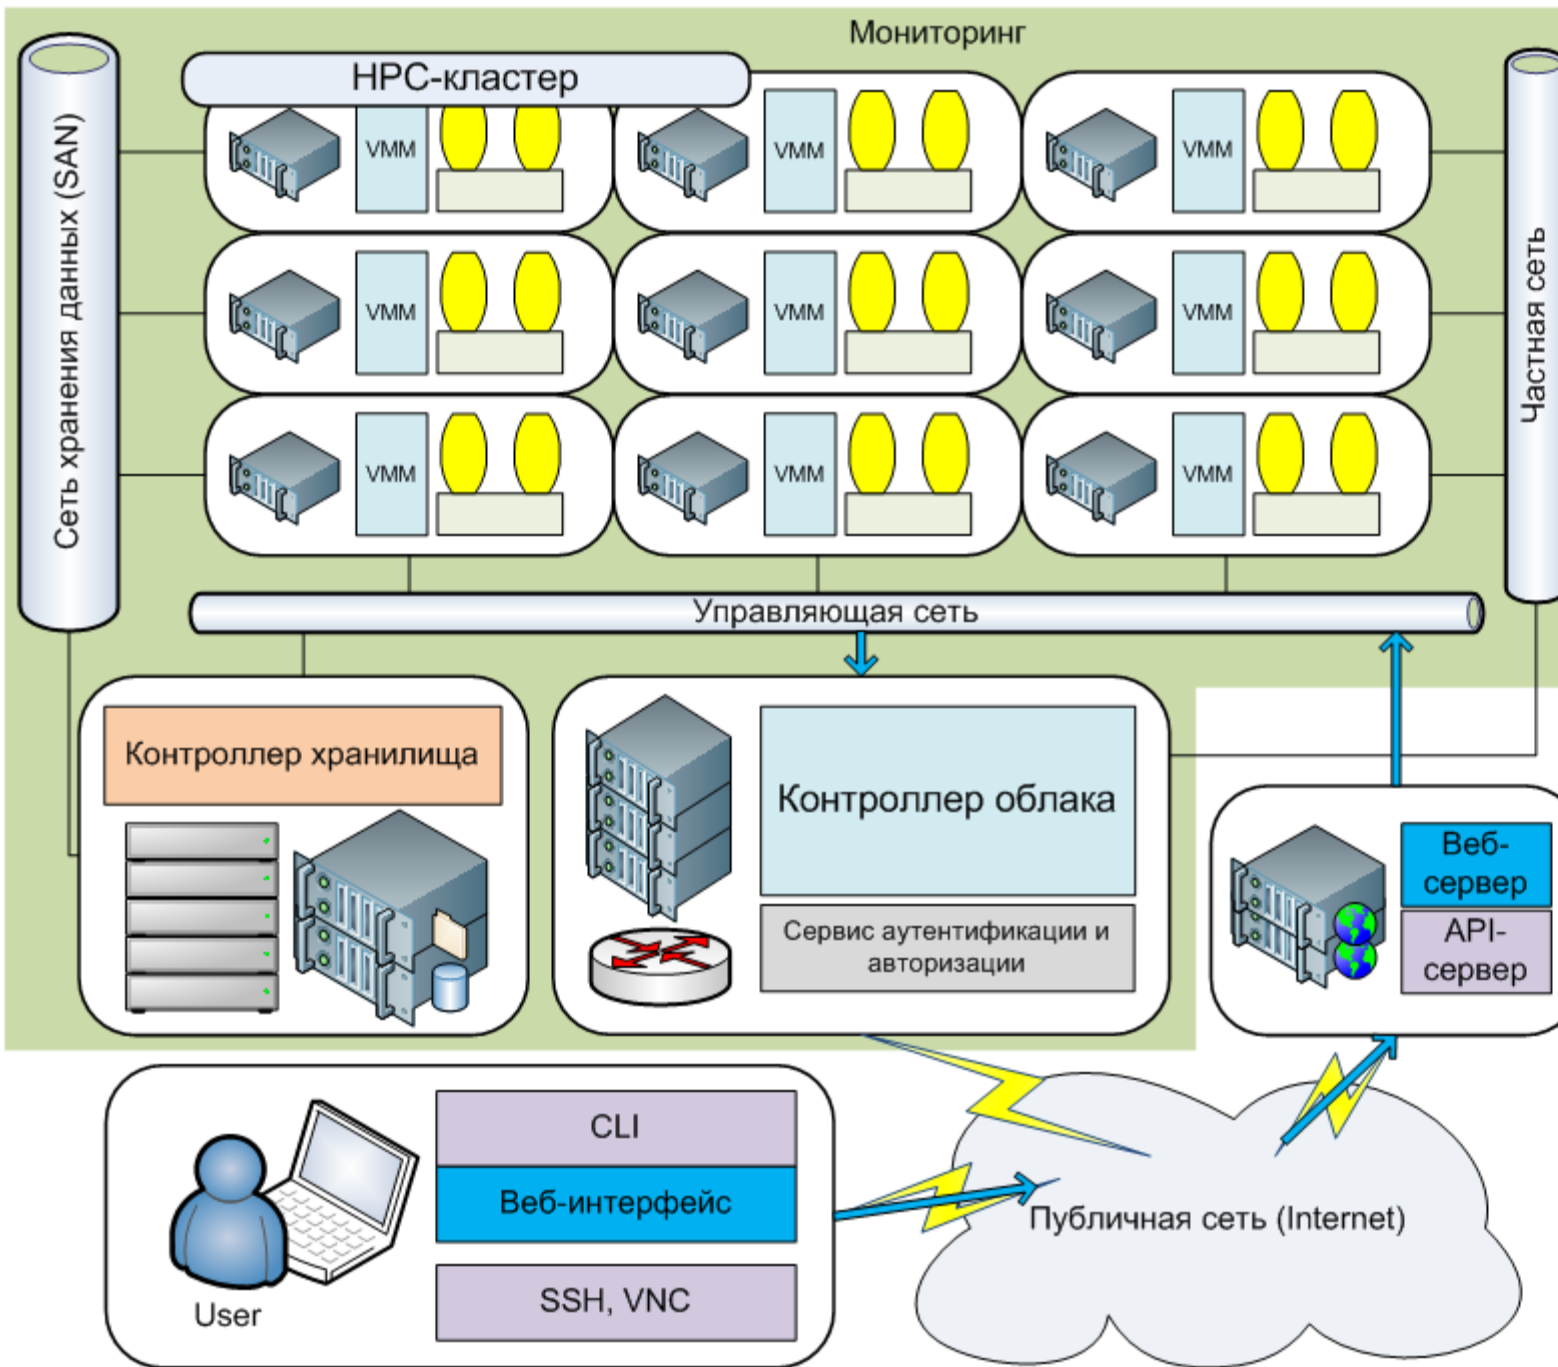 Мониторинг
HPC-кластер
Сеть хранения данных (SAN)
Частная сеть
VMM
VMM
VMM
VMM
VMM
VMM
VMM
VMM
VMM
Управляющая сеть
Контроллер хранилища
Контроллер облака
Сервис аутентификации и
авторизации
Веб-
сервер
API-
сервер
CLI
Веб-интерфейс
SSH, VNC
User
Публичная сеть (Internet)